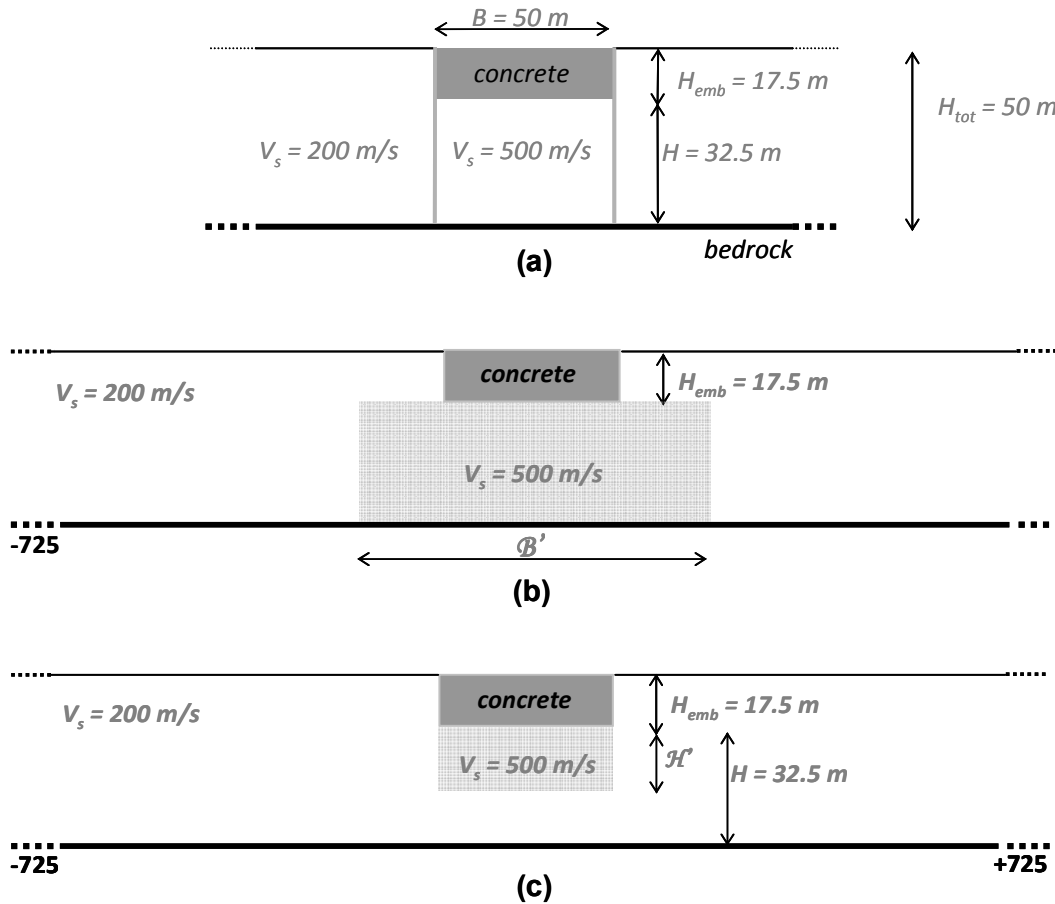 B = 50 m
concrete
H_emb = 17.5 m
H_tot = 50 m
V_s = 200 m/s
V_s = 500 m/s
H = 32.5 m
bedrock
(a)
concrete
V_s = 200 m/s
H_emb = 17.5 m
V_s = 500 m/s
-725
B’
(b)
concrete
V_s = 200 m/s
H_emb = 17.5 m
V_s = 500 m/s
H’
H = 32.5 m
-725
+725
(c)